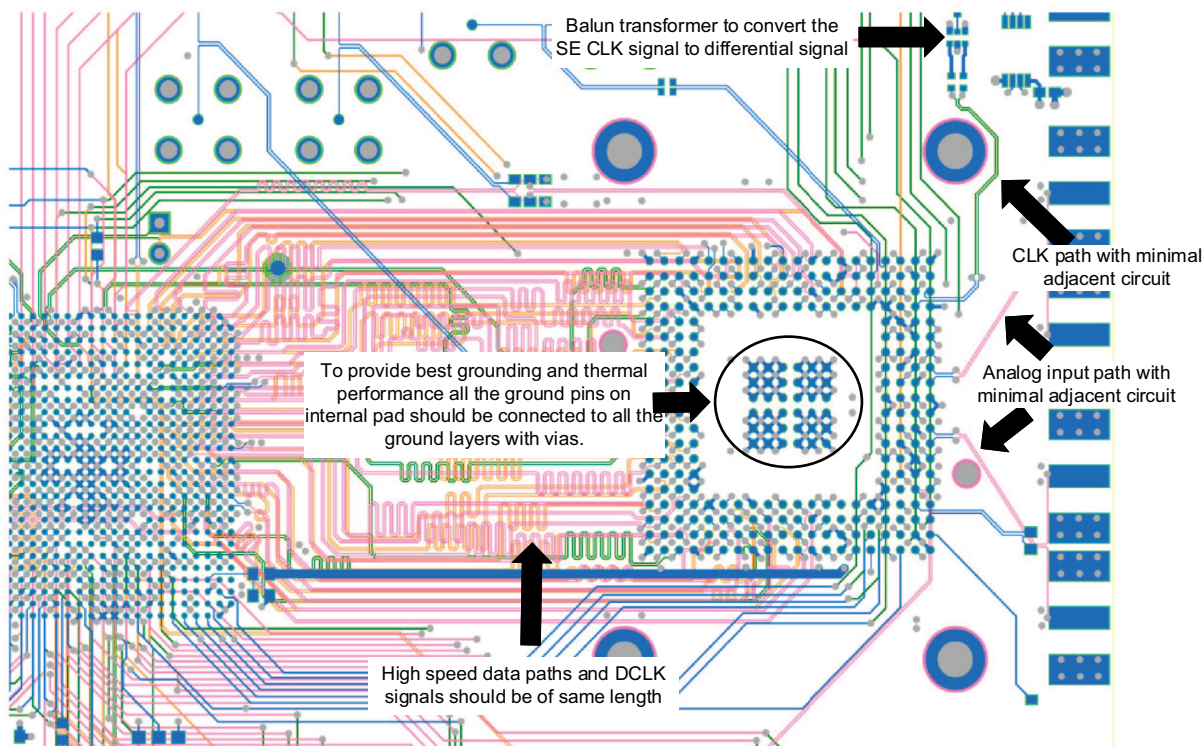 Balun transformer to convert the
SE CLK signal to differential signal
CLK path with minimal
adjacent circuit
To provide best grounding and thermal
performance all the ground pins on
internal pad should be connected to all the
ground layers with vias.
Analog input path with
minimal adjacent circuit
High speed data paths and DCLK
signals should be of same length